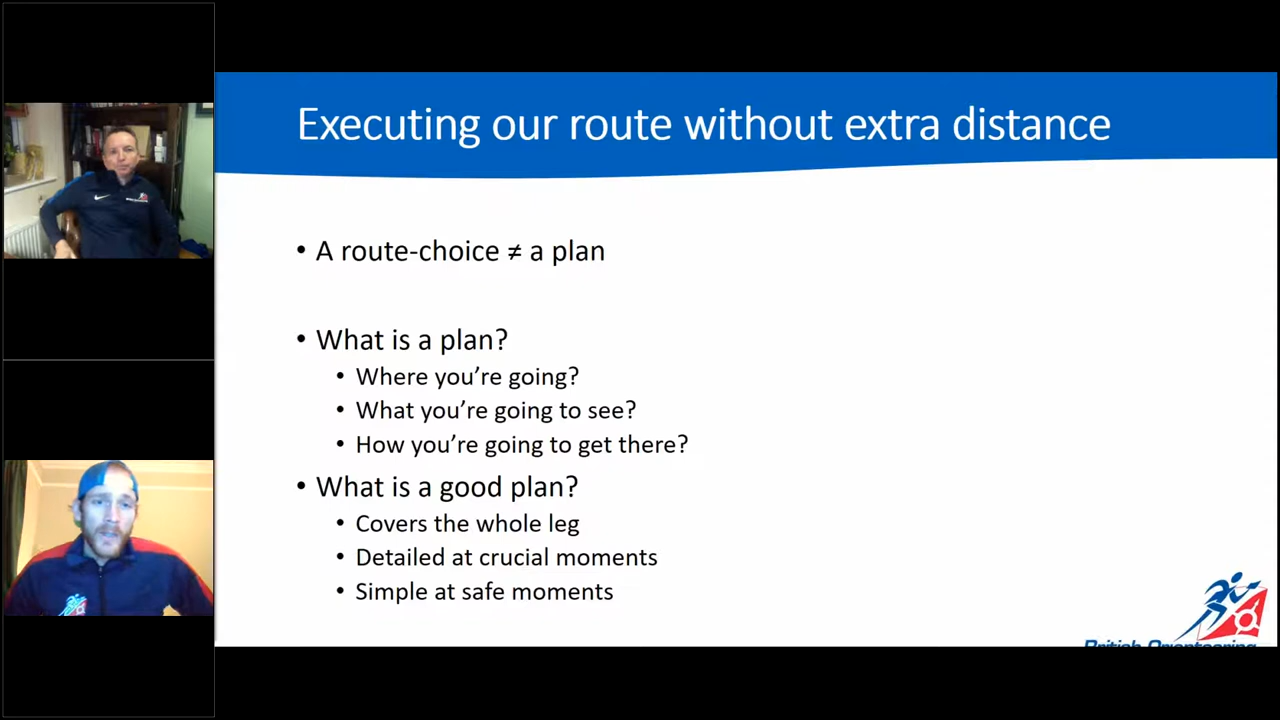 Executing our route without extra distance
• A route-choice ≠ a plan
• What is a plan?
• Where you’re going?
• What you’re going to see?
• How you’re going to get there?
• What is a good plan?
• Covers the whole leg
• Detailed at crucial moments
• Simple at safe moments
British Orienteering